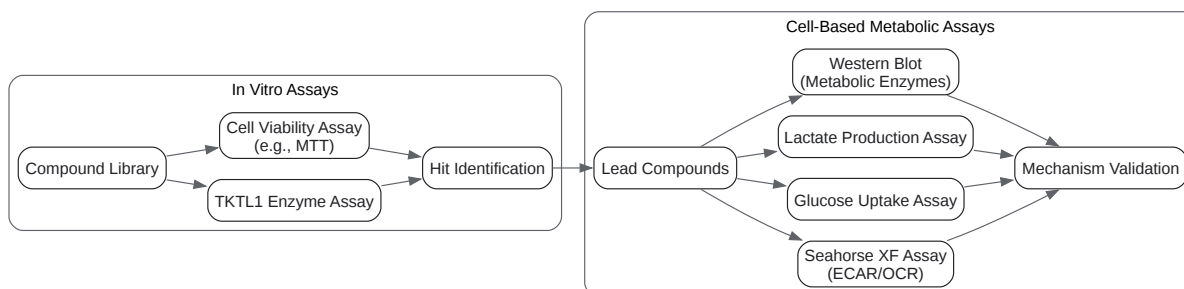 In Vitro Assays
Compound Library
Cell Viability Assay
(e.g., MTT)
TKTL1 Enzyme Assay
Hit Identification
Cell-Based Metabolic Assays
Lead Compounds
Western Blot
(Metabolic Enzymes)
Lactate Production Assay
Glucose Uptake Assay
Seahorse XF Assay
(ECAR/OCR)
Mechanism Validation